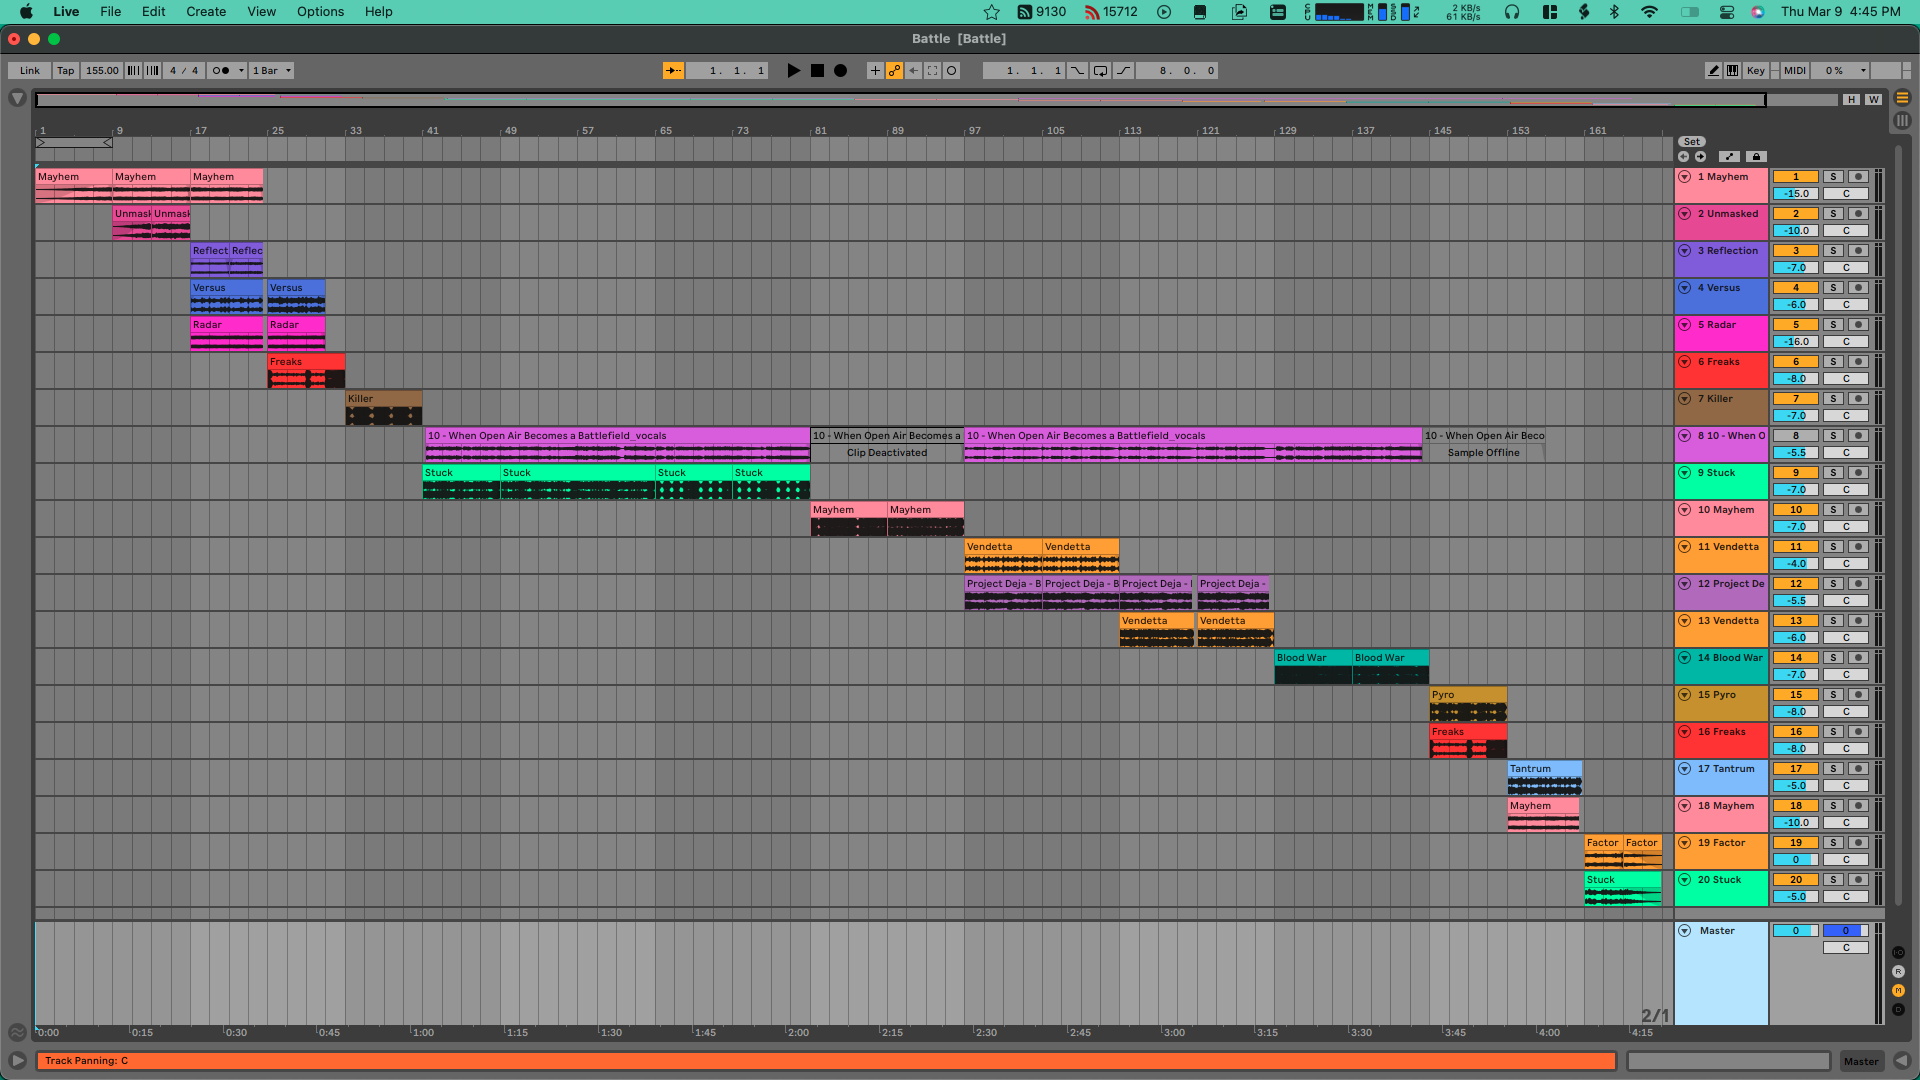 Live File Edit Create View Options Help 9130 15712 2 KB/s 61 KB/s Thu Mar 9 4:45 PM
Battle [Battle]
Link Tap 155.00 4 / 4 1 Bar 1. 1. 1 1. 1. 1 8. 0. 0 Key MIDI 0 %
H W
1 9 17 25 33 41 49 57 65 73 81 89 97 105 113 121 129 137 145 153 161
Set
Mayhem Mayhem Mayhem 1 Mayhem 1 S
-15.0 C
Unmask Unmask 2 Unmasked 2 S
-10.0 C
Reflect Reflec 3 Reflection 3 S
-7.0 C
Versus Versus 4 Versus 4 S
-6.0 C
Radar Radar 5 Radar 5 S
-16.0 C
Freaks 6 Freaks 6 S
-8.0 C
Killer 7 Killer 7 S
-7.0 C
10 - When Open Air Becomes a Battlefield_vocals 10 - When Open Air Becomes a 10 - When Open Air Becomes a Battlefield_vocals 10 - When Open Air Beco 8 10 - When O 8 S
Clip Deactivated Sample Offline -5.5 C
Stuck Stuck Stuck Stuck 9 Stuck 9 S
-7.0 C
Mayhem Mayhem 10 Mayhem 10 S
-7.0 C
Vendetta Vendetta 11 Vendetta 11 S
-4.0 C
Project Deja - B Project Deja - B Project Deja - Project Deja - 12 Project De 12 S
-5.5 C
Vendetta Vendetta 13 Vendetta 13 S
-6.0 C
Blood War Blood War 14 Blood War 14 S
-7.0 C
Pyro 15 Pyro 15 S
-8.0 C
Freaks 16 Freaks 16 S
-8.0 C
Tantrum 17 Tantrum 17 S
-5.0 C
Mayhem 18 Mayhem 18 S
-10.0 C
Factor Factor 19 Factor 19 S
0 C
Stuck 20 Stuck 20 S
-5.0 C
Master 0 0
C
R
M
D
2/1
0:00 0:15 0:30 0:45 1:00 1:15 1:30 1:45 2:00 2:15 2:30 2:45 3:00 3:15 3:30 3:45 4:00 4:15
Track Panning: C Master